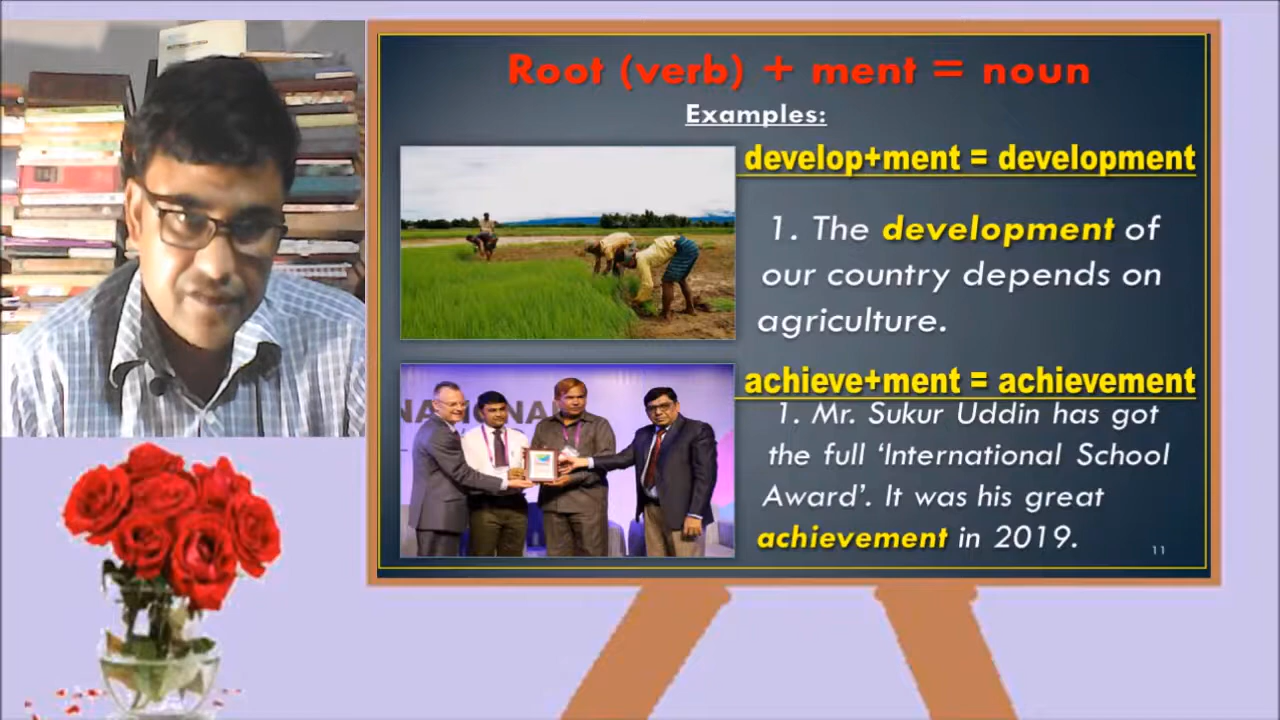 Root (verb) + ment = noun
Examples:
develop+ment = development
1. The development of
our country depends on
agriculture.
achieve+ment = achievement
1. Mr. Sukur Uddin has got
the full ‘International School
Award’. It was his great
achievement in 2019.
11